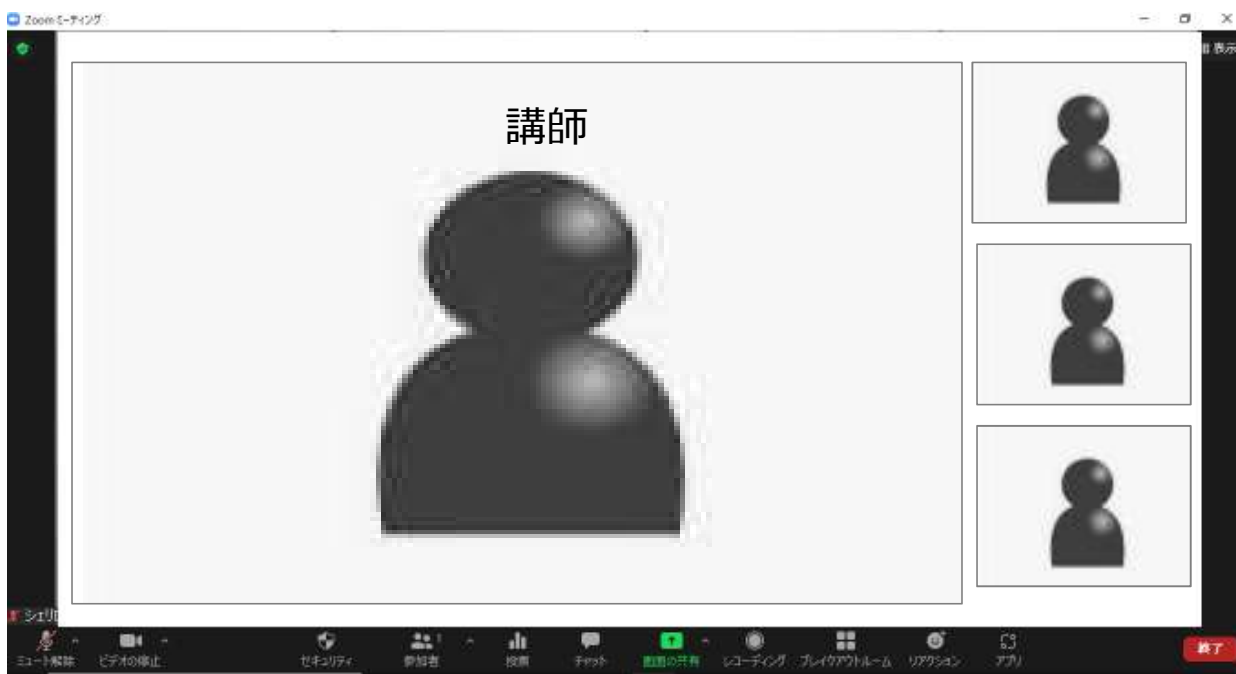 Zoom ミーティング
表示
講師
ミュート解除
ビデオの停止
セキュリティ
参加者
1
投票
チャット
画面の共有
レコーディング
ブレイクアウトルーム
リアクション
アプリ
終了